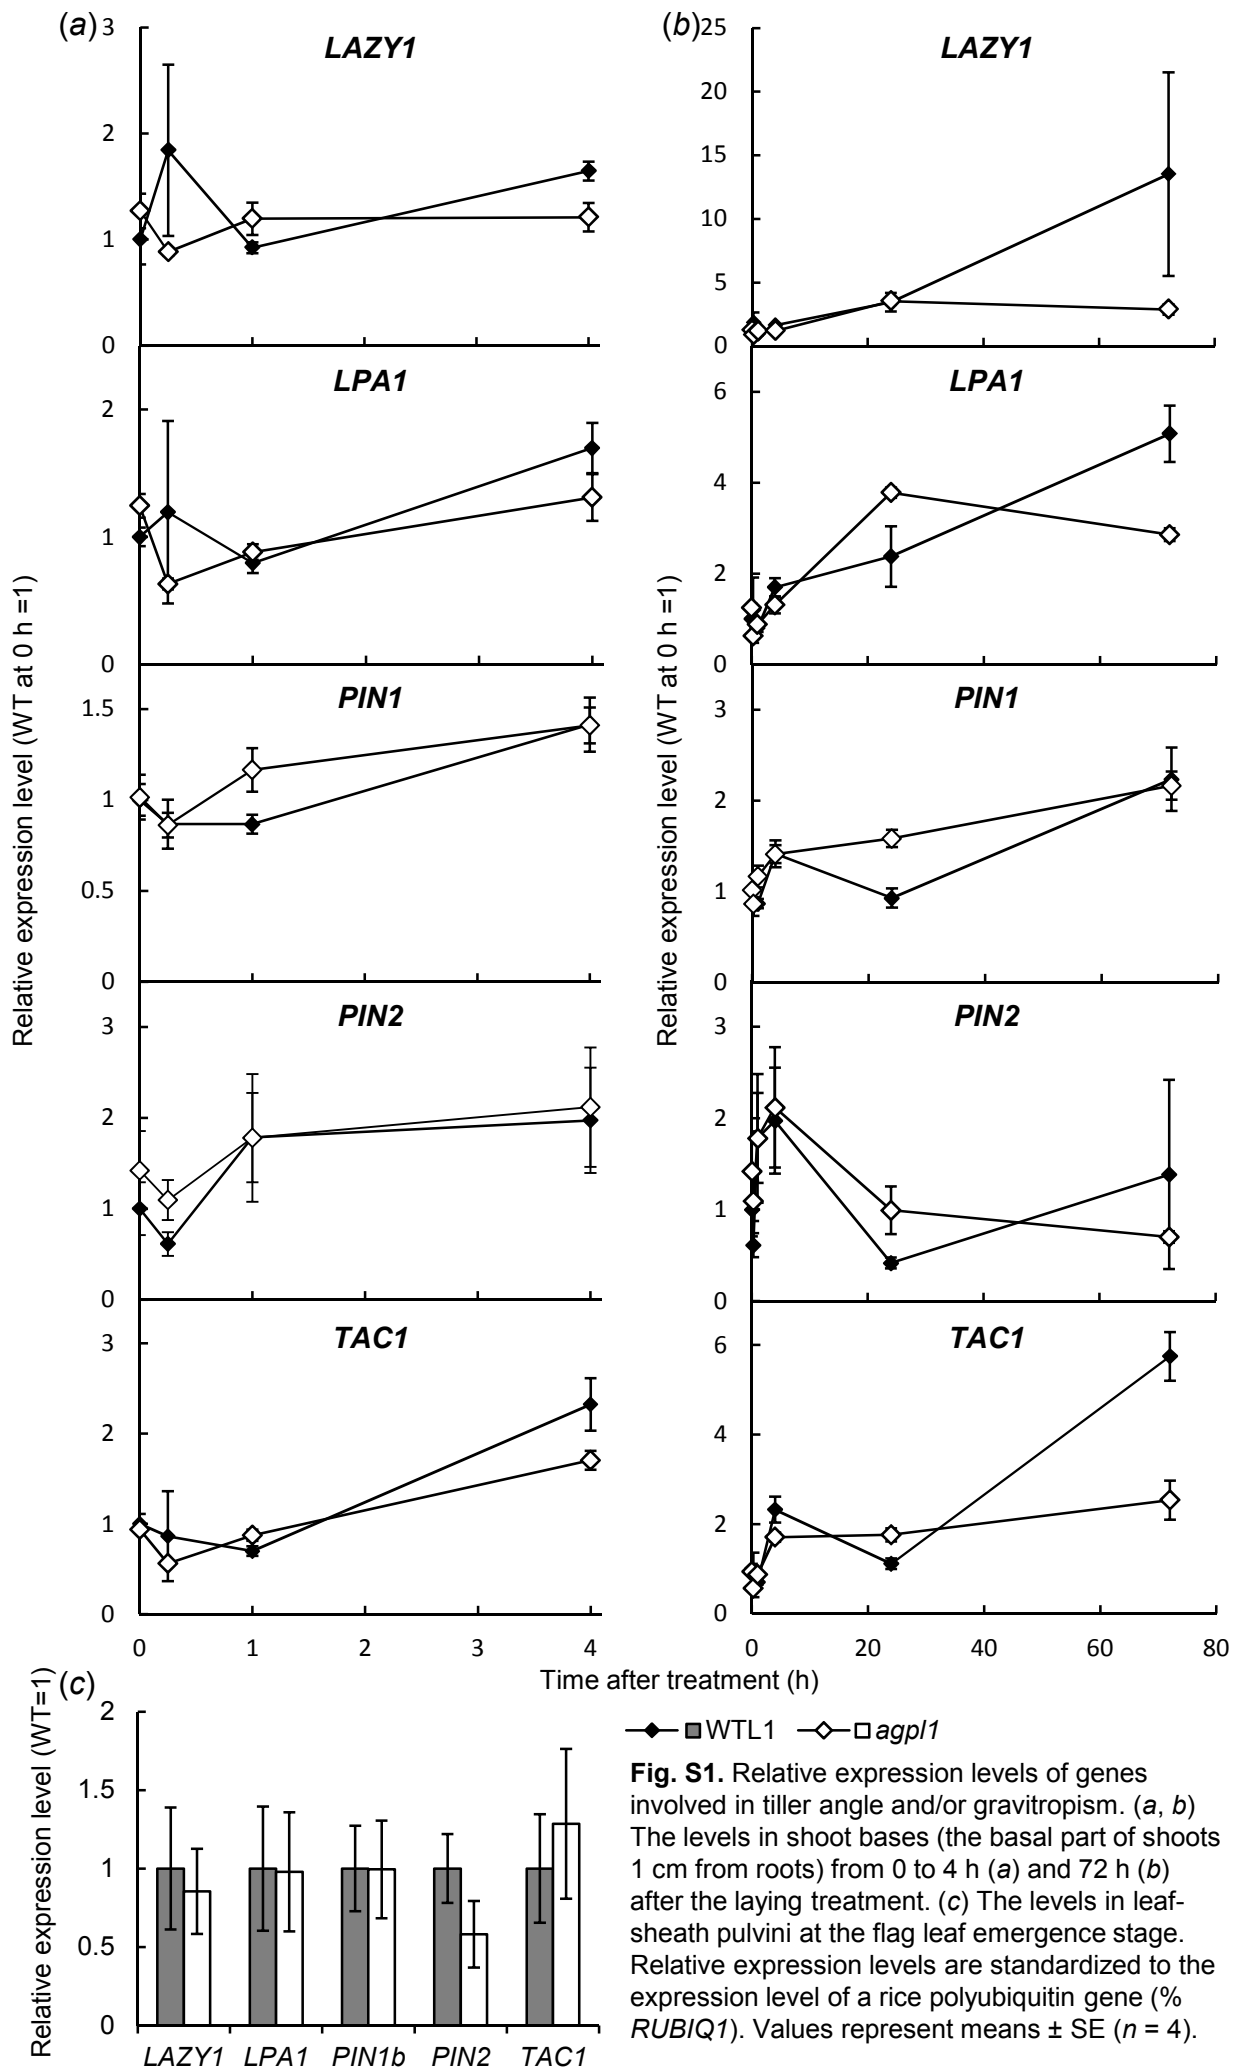 (a)
3
2
1
0
LAZY1
(b)
25
20
15
10
5
0
LAZY1
2
1
0
LPA1
6
4
2
0
LPA1
1.5
1
0.5
0
PIN1
3
2
1
0
PIN1
3
2
1
0
PIN2
3
2
1
0
PIN2
3
2
1
0
TAC1
6
4
2
0
TAC1
0 1 2 3 4
0 20 40 60 80
Time after treatment (h)
Relative expression level (WT at 0 h =1)
Relative expression level (WT at 0 h =1)
(c)
Relative expression level (WT=1)
2
1.5
1
0.5
0
LAZY1 LPA1 PIN1b PIN2 TAC1
WTL1 agpl1
Fig. S1. Relative expression levels of genes
involved in tiller angle and/or gravitropism. (a, b)
The levels in shoot bases (the basal part of shoots
1 cm from roots) from 0 to 4 h (a) and 72 h (b)
after the laying treatment. (c) The levels in leaf-
sheath pulvini at the flag leaf emergence stage.
Relative expression levels are standardized to the
expression level of a rice polyubiquitin gene (%
RUBIQ1). Values represent means ± SE (n = 4).